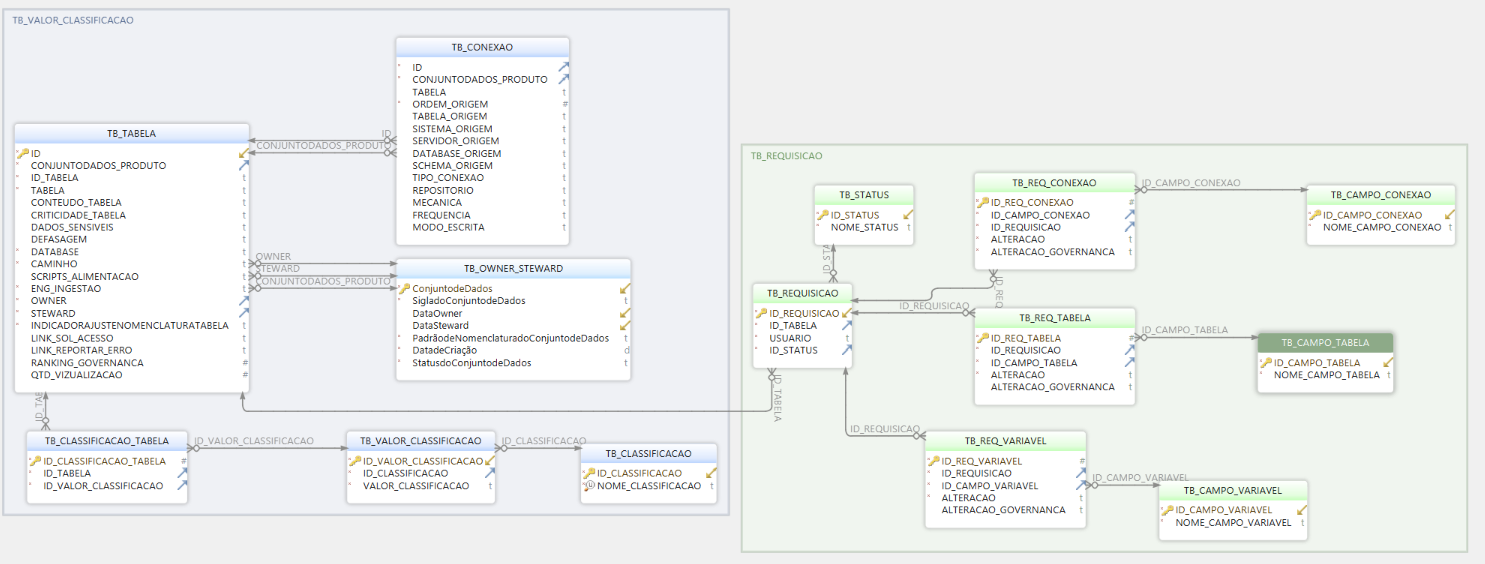 TB_VALOR_CLASSIFICACAO
TB_CONEXAO
ID
CONJUNTODADOS_PRODUTO
TABELA t
ORDEM_ORIGEM #
TABELA_ORIGEM t
SISTEMA_ORIGEM t
SERVIDOR_ORIGEM t
DATABASE_ORIGEM t
SCHEMA_ORIGEM t
TIPO_CONEXAO t
REPOSITORIO t
MECANICA t
FREQUENCIA t
MODO_ESCRITA t
TB_TABELA
ID
CONJUNTODADOS_PRODUTO
ID_TABELA t
TABELA t
CONTEUDO_TABELA t
CRITICIDADE_TABELA t
DADOS_SENSIVEIS t
DEFASAGEM t
DATABASE t
CAMINHO t
SCRIPTS_ALIMENTACAO t
ENG_INGESTAO t
OWNER
STEWARD
INDICADORAJUSTENOMENCLATURATABELA t
LINK_SOL_ACESSO t
LINK_REPORTAR_ERRO t
RANKING_GOVERNANCA #
QTD_VIZUALIZACAO #
ID
CONJUNTODADOS_PRODUTO
OWNER
STEWARD
CONJUNTODADOS_PRODUTO
TB_OWNER_STEWARD
ConjuntodeDados
SigladoConjuntodeDados t
DataOwner
DataSteward
PadrãodeNomenclaturadoConjuntodeDados t
DatadeCriação d
StatusdoConjuntodeDados t
ID_TAB
TB_CLASSIFICACAO_TABELA
ID_CLASSIFICACAO_TABELA #
ID_TABELA
ID_VALOR_CLASSIFICACAO
ID_VALOR_CLASSIFICACAO
TB_VALOR_CLASSIFICACAO
ID_VALOR_CLASSIFICACAO
ID_CLASSIFICACAO
VALOR_CLASSIFICACAO t
ID_CLASSIFICACAO
TB_CLASSIFICACAO
ID_CLASSIFICACAO
NOME_CLASSIFICACAO t
TB_REQUISICAO
TB_STATUS
ID_STATUS
NOME_STATUS t
ID_STA
TB_REQUISICAO
ID_REQUISICAO
ID_TABELA
USUARIO t
ID_STATUS
ID_TABELA
TB_REQ_CONEXAO
ID_REQ_CONEXAO #
ID_CAMPO_CONEXAO
ID_REQUISICAO
ALTERACAO t
ALTERACAO_GOVERNANCA t
ID_CAMPO_CONEXAO
TB_CAMPO_CONEXAO
ID_CAMPO_CONEXAO
NOME_CAMPO_CONEXAO t
ID_REQ
ID_REQUISICAO
TB_REQ_TABELA
ID_REQ_TABELA #
ID_REQUISICAO
ID_CAMPO_TABELA
ALTERACAO t
ALTERACAO_GOVERNANCA t
ID_CAMPO_TABELA
TB_CAMPO_TABELA
ID_CAMPO_TABELA
NOME_CAMPO_TABELA t
ID_REQUISICAO
TB_REQ_VARIAVEL
ID_REQ_VARIAVEL #
ID_REQUISICAO
ID_CAMPO_VARIAVEL
ALTERACAO t
ALTERACAO_GOVERNANCA t
ID_CAMPO_VARIAVEL
TB_CAMPO_VARIAVEL
ID_CAMPO_VARIAVEL
NOME_CAMPO_VARIAVEL t